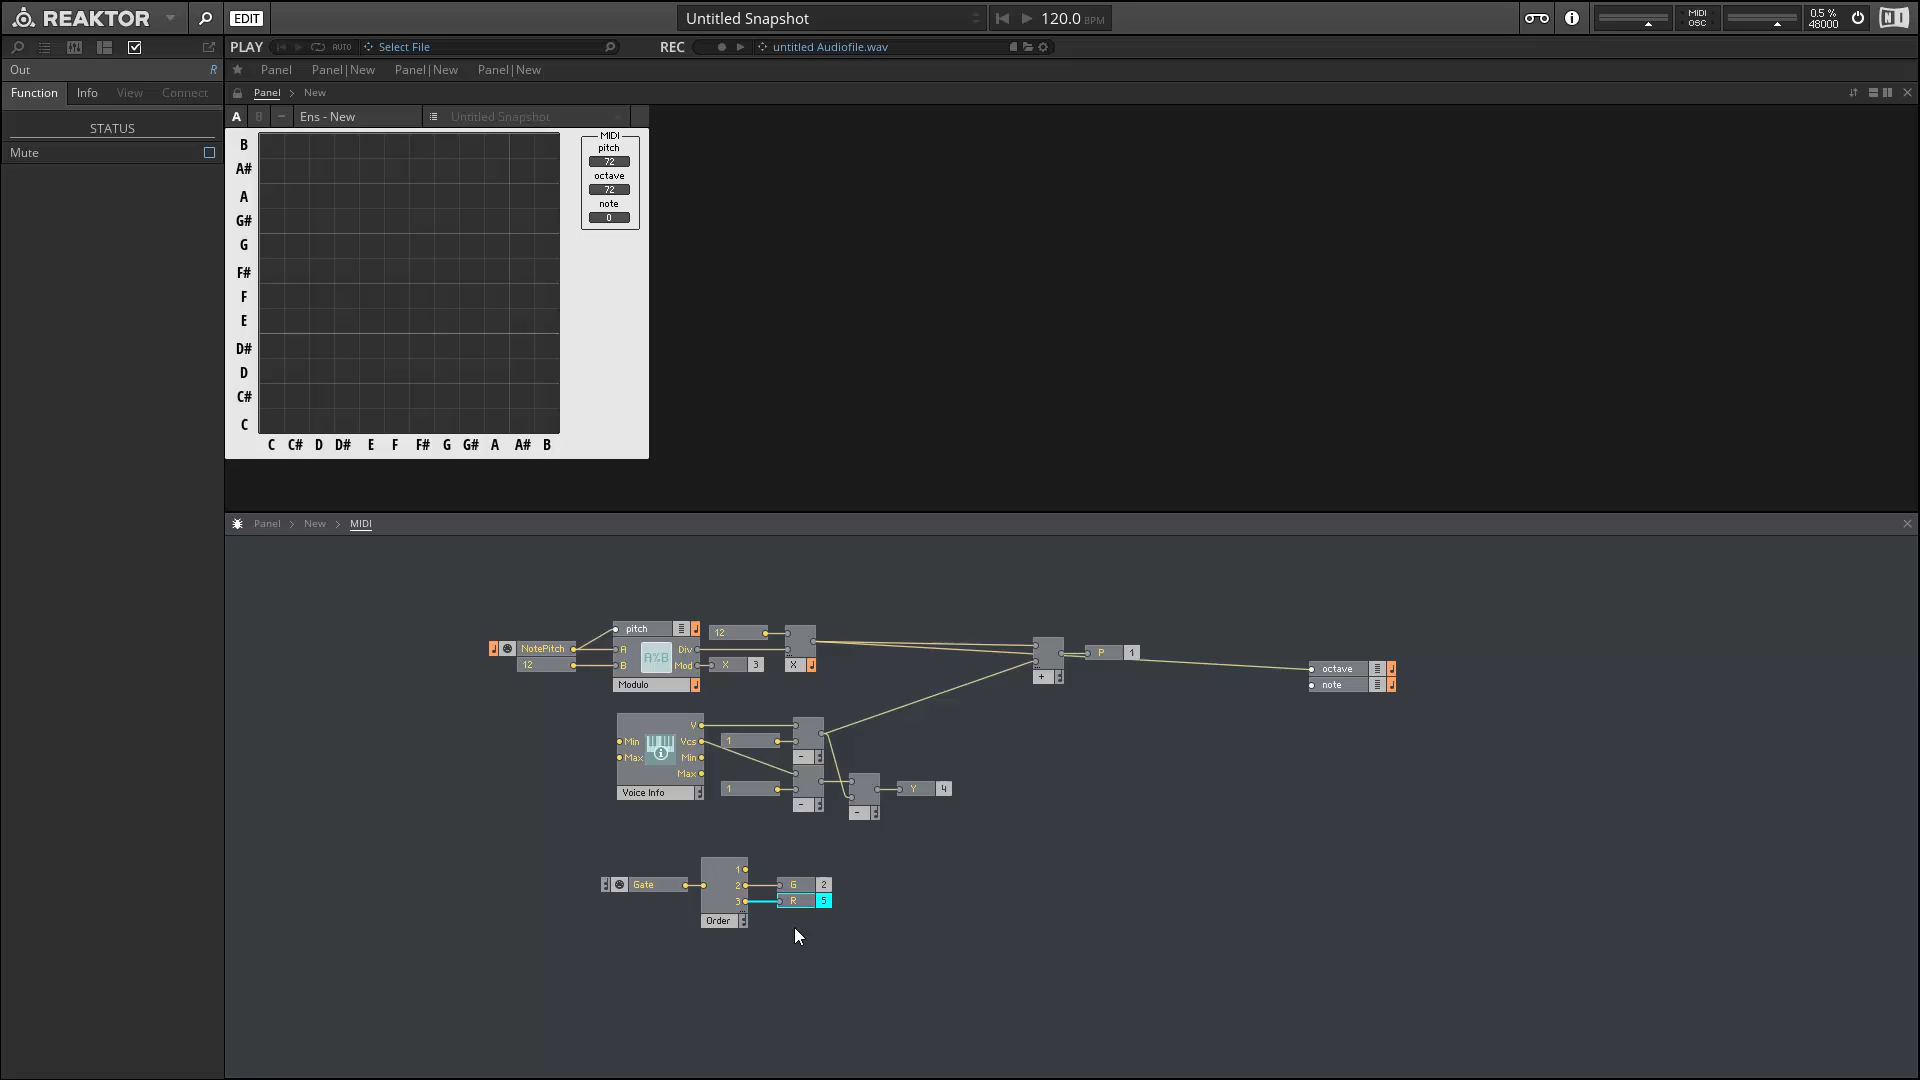 REAKTOR
EDIT
Untitled Snapshot
120.0 BPM
MIDI
OSC
0.5 %
48000
PLAY
AUTO
Select File
REC
untitled Audiofile.wav
Out
R
Panel
Panel|New
Panel|New
Panel|New
Function
Info
View
Connect
Panel > New
STATUS
Mute
A
B
Ens - New
Untitled Snapshot
B
A#
A
G#
G
F#
F
E
D#
D
C#
C
C C# D D# E F F# G G# A A# B
MIDI
pitch
72
octave
72
note
0
Panel > New > MIDI
NotePitch
12
pitch
A
B
A%B
Div
Mod
Modulo
12
X
3
X
+
P
1
octave
note
Min
Max
V
Vcs
Min
Max
Voice Info
1
-
1
-
-
Y
4
Gate
1
2
3
Order
G
2
R
5